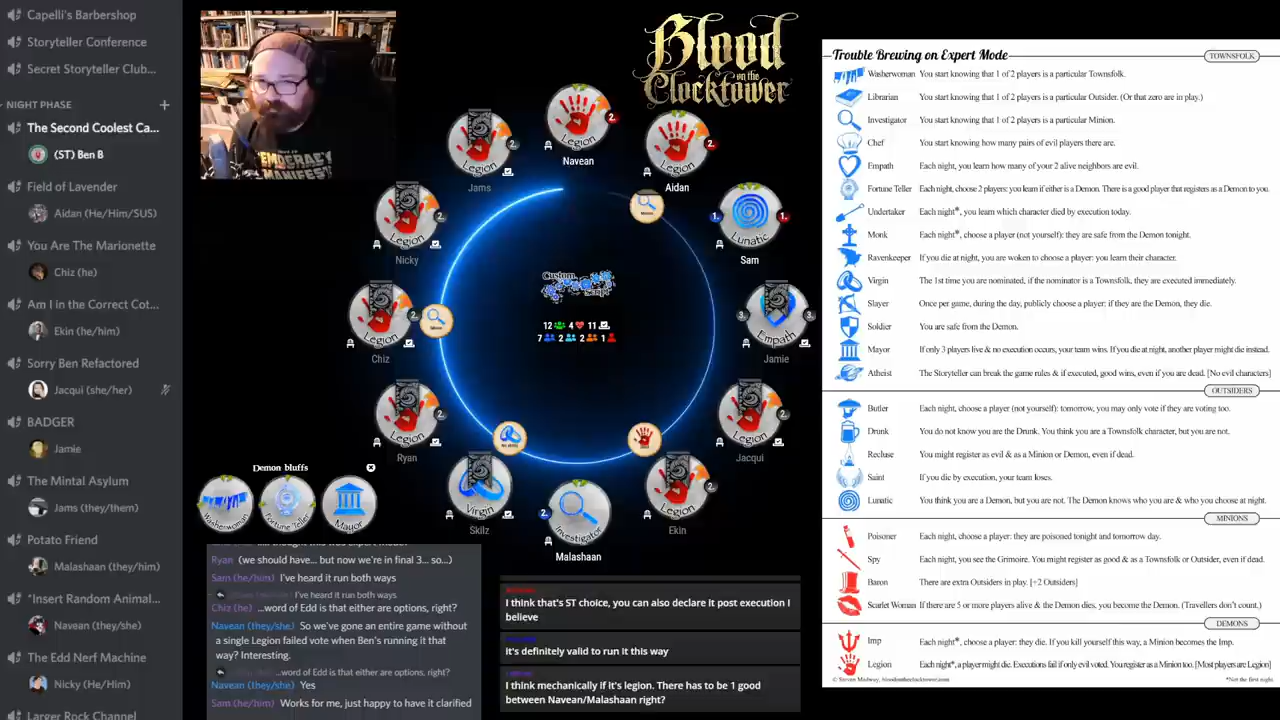 Capelli's Barbershop
Storyteller Conference
NIGHT PHASE
The Second Coolest Ca...
(ST) Ben B
Field of Lavender
Aidan (He/Him/SUS)
You Are The Marionette
Chiz (he)
Am I in the Correct Cot...
Ekin (he/him)
Sorry Ben Refactored
Jacqui (she/her)
BADGER
Jamie
The Mintal Asylum
Jams (they/them)
Potato Friend
Malashaan (they/him)
"Insert Random Animal...
Navean (they/she)
The Rage of Machine
Nicky (He/Him)
Larger Rock Channel
Blood
on the
Clocktower
Legion
Navean
Legion
Aidan
Lunatic
Sam
Empath
Jamie
Legion
Jacqui
Legion
Ekin
Investigator
Malashaan
Virgin
Skilz
Legion
Ryan
Legion
Chiz
Legion
Nicky
Legion
Jams
Custom
Script
12 4 11
7 2 2 1
Demon bluffs
Washerwoman
Fortune Teller
Mayor
Ryan (we should have... but now we're in final 3... so...)
Sam (he/him) I've heard it run both ways
I've heard it run both ways
Chiz (he) ...word of Edd is that either are options, right?
Navean (they/she) So we've gone an entire game without
a single Legion failed vote when Ben's running it that
way? Interesting.
...word of Edd is that either are options, right?
Navean (they/she) Yes
Sam (he/him) Works for me, just happy to have it clarified
I think that's ST choice, you can also declare it post execution I
believe
it's definitely valid to run it this way
I think mechanically if it's legion. There has to be 1 good
between Navean/Malashaan right?
Trouble Brewing on Expert Mode
TOWNSFOLK
Washerwoman You start knowing that 1 of 2 players is a particular Townsfolk.
Librarian You start knowing that 1 of 2 players is a particular Outsider. (Or that zero are in play.)
Investigator You start knowing that 1 of 2 players is a particular Minion.
Chef You start knowing how many pairs of evil players there are.
Empath Each night, you learn how many of your 2 alive neighbors are evil.
Fortune Teller Each night, choose 2 players: you learn if either is a Demon. There is a good player that registers as a Demon to you.
Undertaker Each night*, you learn which character died by execution today.
Monk Each night*, choose a player (not yourself): they are safe from the Demon tonight.
Ravenkeeper If you die at night, you are woken to choose a player: you learn their character.
Virgin The 1st time you are nominated, if the nominator is a Townsfolk, they are executed immediately.
Slayer Once per game, during the day, publicly choose a player: if they are the Demon, they die.
Soldier You are safe from the Demon.
Mayor If only 3 players live & no execution occurs, your team wins. If you die at night, another player might die instead.
Atheist The Storyteller can break the game rules & if executed, good wins, even if you are dead. [No evil characters]
OUTSIDERS
Butler Each night, choose a player (not yourself): tomorrow, you may only vote if they are voting too.
Drunk You do not know you are the Drunk. You think you are a Townsfolk character, but you are not.
Recluse You might register as evil & as a Minion or Demon, even if dead.
Saint If you die by execution, your team loses.
Lunatic You think you are a Demon, but you are not. The Demon knows who you are & who you choose at night.
MINIONS
Poisoner Each night, choose a player: they are poisoned tonight and tomorrow day.
Spy Each night, you see the Grimoire. You might register as good & as a Townsfolk or Outsider, even if dead.
Baron There are extra Outsiders in play. [+2 Outsiders]
Scarlet Woman If there are 5 or more players alive & the Demon dies, you become the Demon. (Travellers don't count.)
DEMONS
Imp Each night*, choose a player: they die. If you kill yourself this way, a Minion becomes the Imp.
Legion Each night*, a player might die. Executions fail if only evil voted. You register as a Minion too. [Most players are Legion]
© Steven Medway, bloodontheclocktower.com
*Not the first night